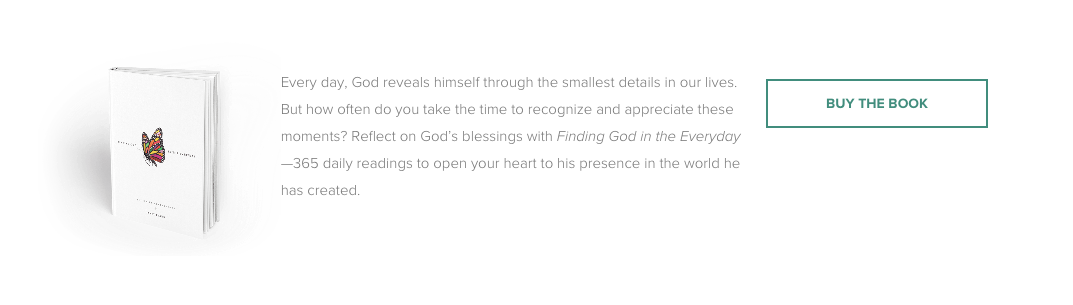 Every day, God reveals himself through the smallest details in our lives.
But how often do you take the time to recognize and appreciate these
moments? Reflect on God’s blessings with Finding God in the Everyday
—365 daily readings to open your heart to his presence in the world he
has created.
BUY THE BOOK